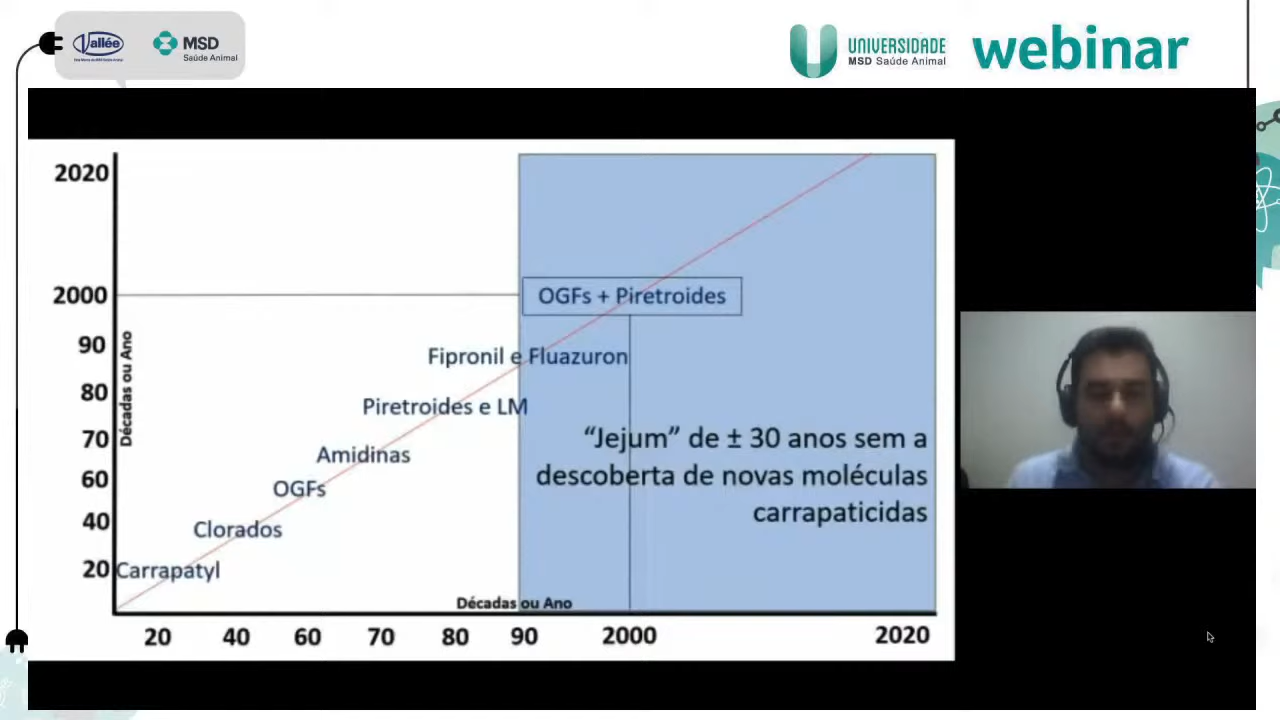 Vallée
MSD
Saúde Animal
UNIVERSIDADE
MSD Saúde Animal
webinar
2020
2000
90
80
70
60
40
20
Décadas ou Ano
OGFs + Piretroides
Fipronil e Fluazuron
Piretroides e LM
Amidinas
OGFs
Clorados
Carrapatyl
“Jejum” de ± 30 anos sem a
descoberta de novas moléculas
carrapaticidas
Décadas ou Ano
20 40 60 70 80 90 2000 2020